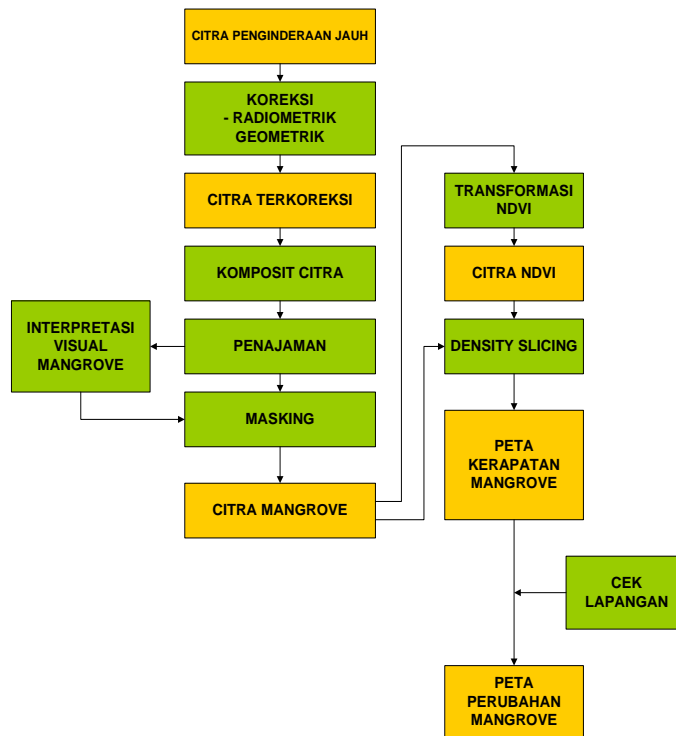 CITRA PENGINDERAAN JAUH
KOREKSI
- RADIOMETRIK
GEOMETRIK
CITRA TERKOREKSI
KOMPOSIT CITRA
INTERPRETASI
VISUAL
MANGROVE
PENAJAMAN
MASKING
CITRA MANGROVE
TRANSFORMASI
NDVI
CITRA NDVI
DENSITY SLICING
PETA
KERAPATAN
MANGROVE
CEK
LAPANGAN
PETA
PERUBAHAN
MANGROVE